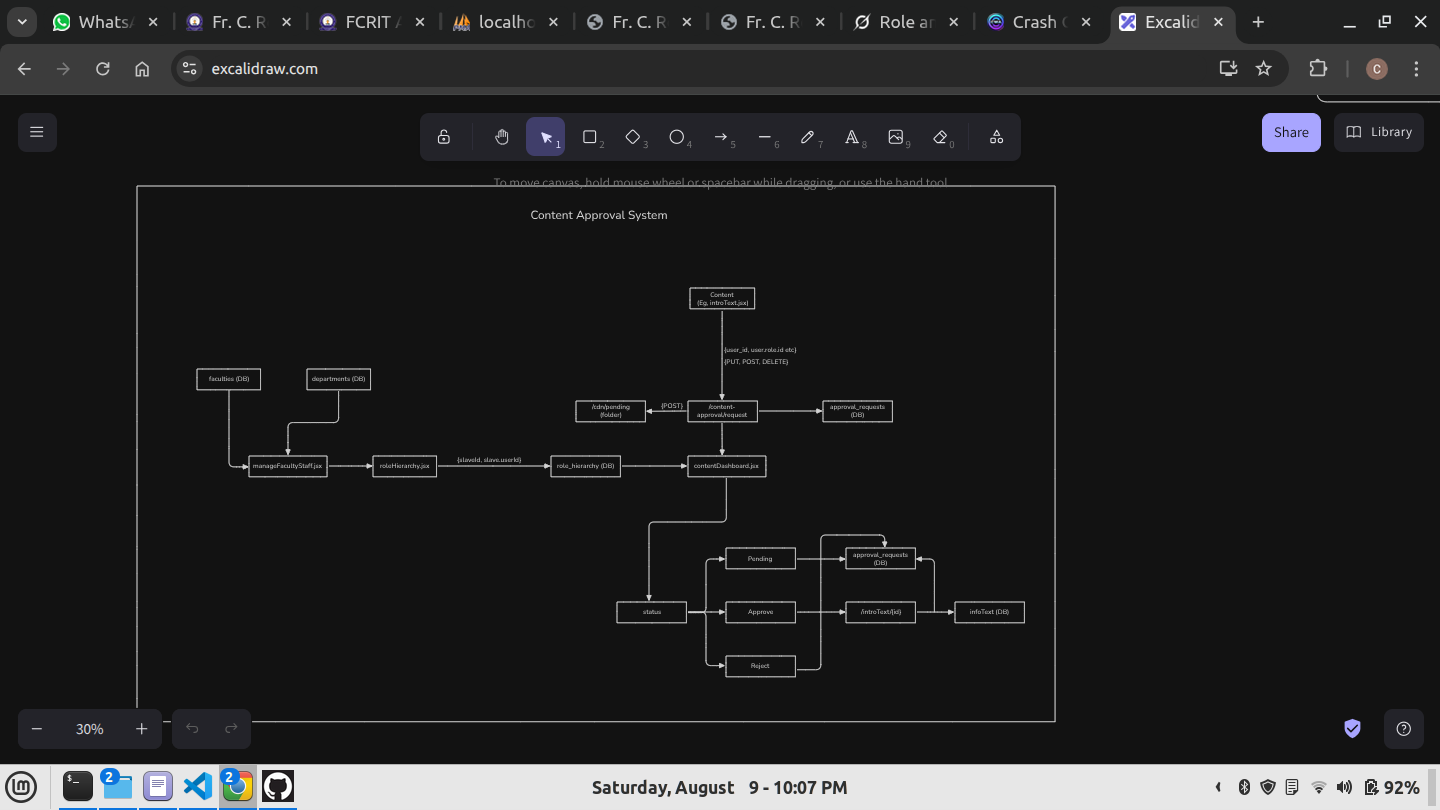 WhatsA
Fr. C. R
FCRIT A
localho
Fr. C. R
Fr. C. R
Role an
Crash C
Excalid
excalidraw.com
C
1
2
3
4
5
6
7
8
9
0
Share
Library
To move canvas, hold mouse wheel or spacebar while dragging, or use the hand tool
Content Approval System
Content
(Eg, introText.jsx)
{user_id, user.role.id etc}
{PUT, POST, DELETE}
faculties (DB)
departments (DB)
/cdn/pending
(folder)
{POST}
/content-
approval/request
approval_requests
(DB)
manageFacultyStaff.jsx
roleHierarchy.jsx
{slaveId, slave.userId}
role_hierarchy (DB)
contentDashboard.jsx
Pending
approval_requests
(DB)
status
Approve
/introText/{id}
infoText (DB)
Reject
30%
2
2
Saturday, August 9 - 10:07 PM
92%